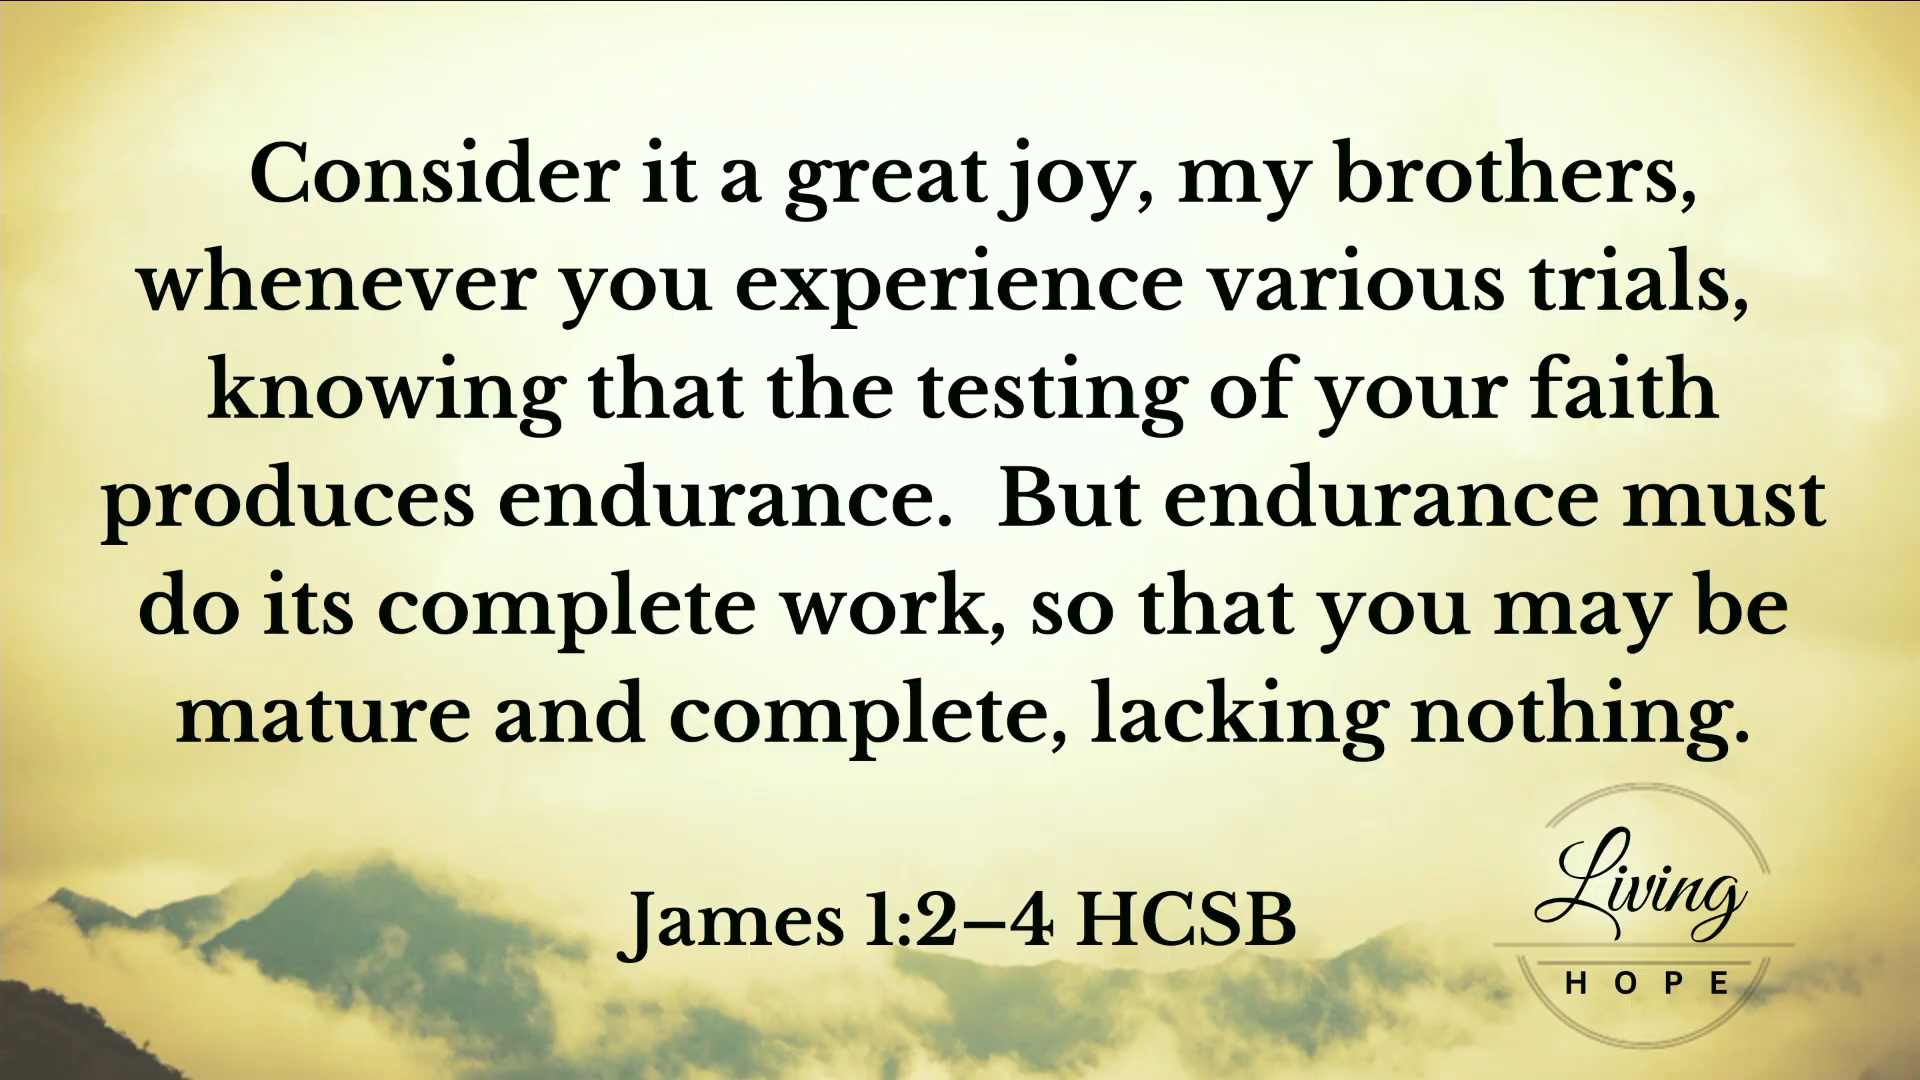 Consider it a great joy, my brothers,
whenever you experience various trials,
knowing that the testing of your faith
produces endurance.  But endurance must
do its complete work, so that you may be
mature and complete, lacking nothing.
James 1:2–4 HCSB
Living
HOPE